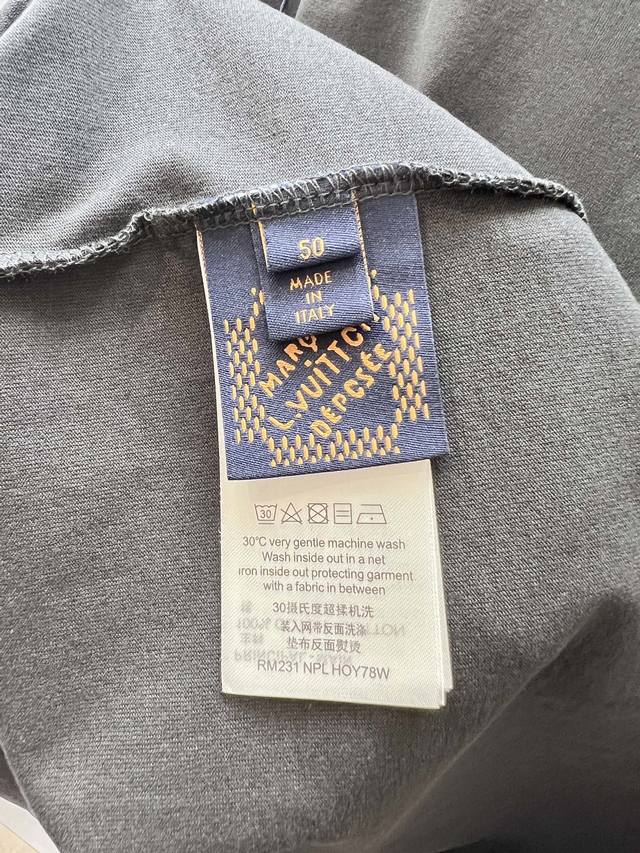 50
MADE
IN
ITALY
L.VUITTON
30
30°C very gentle machine wash
Wash inside out in a net
iron inside out protecting garment
with a fabric in between
30摄氏度超揉机洗
装入网带反面洗涤
垫布反面熨烫
RM231 NPL HOY78W